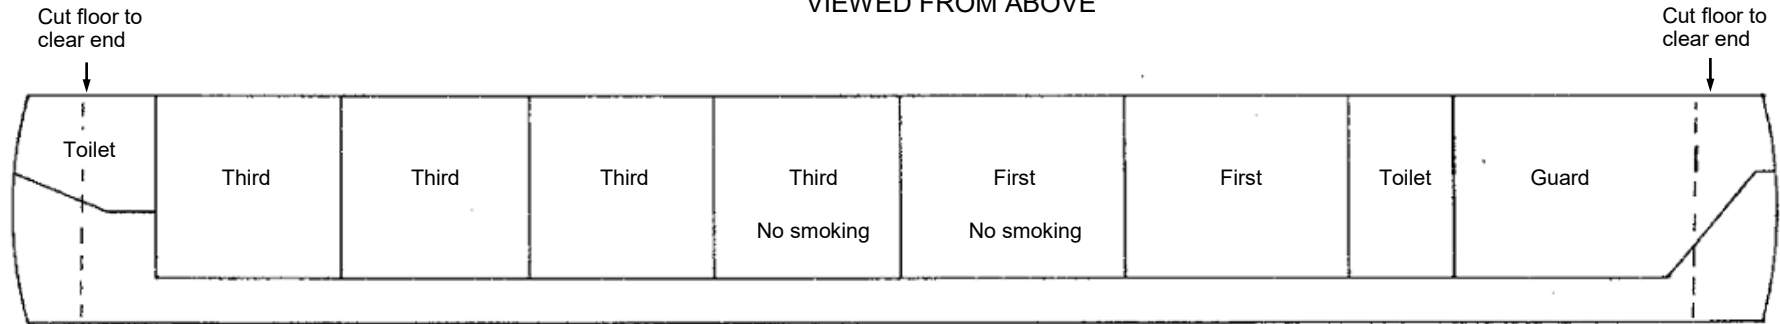 VIEWED FROM ABOVE
Cut floor to
clear end
Cut floor to
clear end
Toilet
Third
Third
Third
Third
No smoking
First
No smoking
First
Toilet
Guard